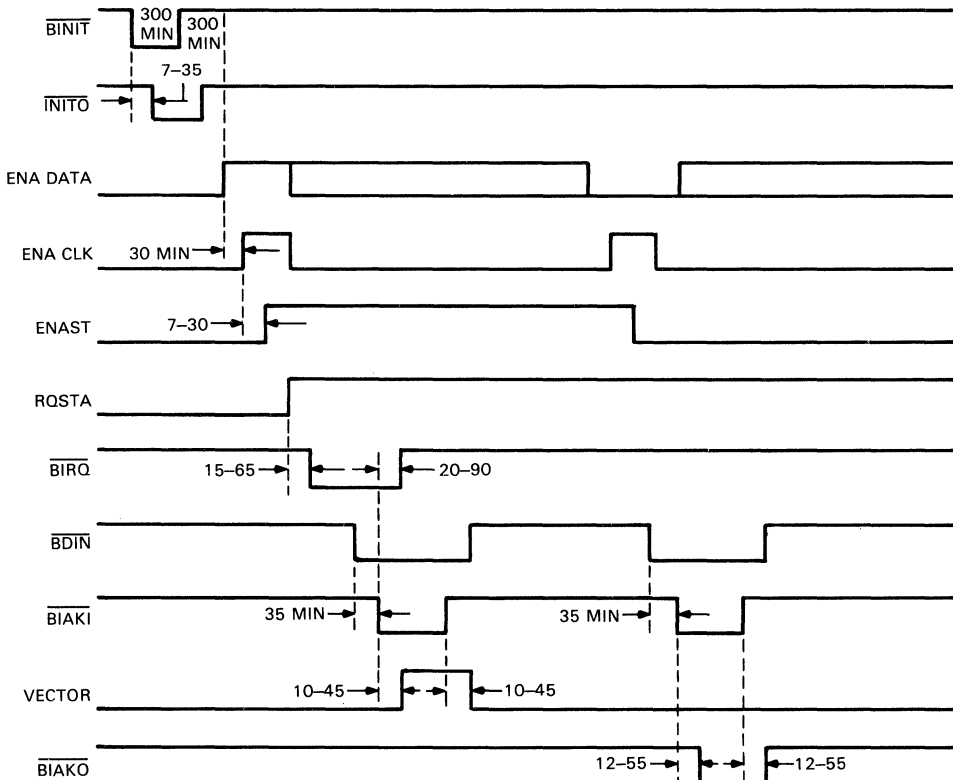 BINIT
300
MIN
300
MIN
7–35
INITO
ENA DATA
ENA CLK
30 MIN
ENAST
7–30
RQSTA
BIRQ
15–65
20–90
BDIN
BIAKI
35 MIN
35 MIN
VECTOR
10–45
10–45
BIAKO
12–55
12–55